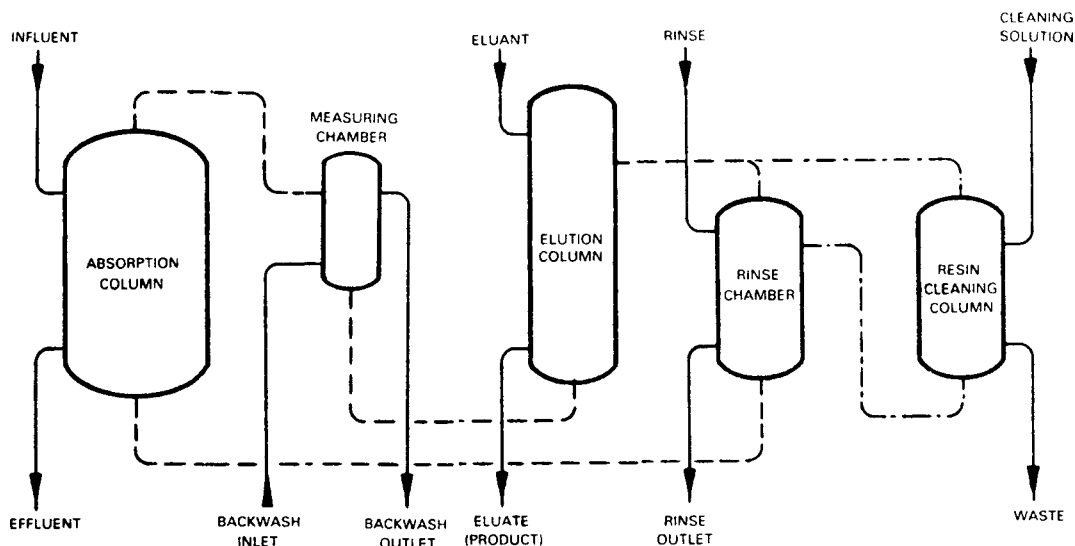 INFLUENT
ELUANT
RINSE
CLEANING
SOLUTION
MEASURING
CHAMBER
ABSORPTION
COLUMN
ELUTION
COLUMN
RINSE
CHAMBER
RESIN
CLEANING
COLUMN
EFFLUENT
BACKWASH
INLET
BACKWASH
OUTLET
ELUATE
(PRODUCT)
RINSE
OUTLET
WASTE